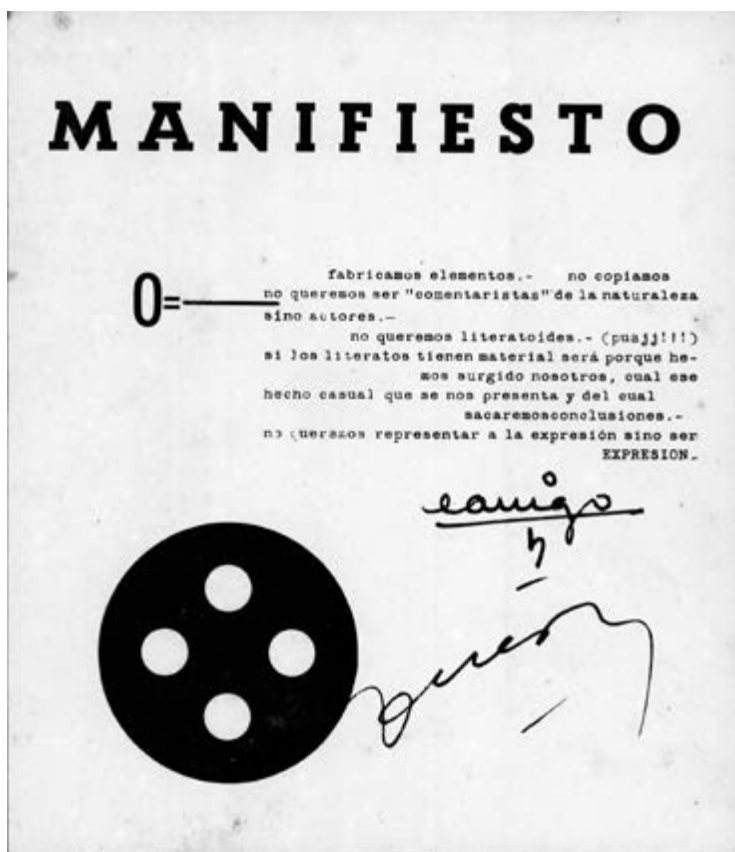 MANIFIESTO
O=
fabricamos elementos.- no copiamos
no queremos ser "comentaristas" de la naturaleza
sino autores.—
no queremos literatoides.- (puajj!!!)
si los literatos tienen material será porque he-
mos surgido nosotros, cual ese
hecho casual que se nos presenta y del cual
sacaremosconclusiones.-
no queremos representar a la expresión sino ser
EXPRESION.